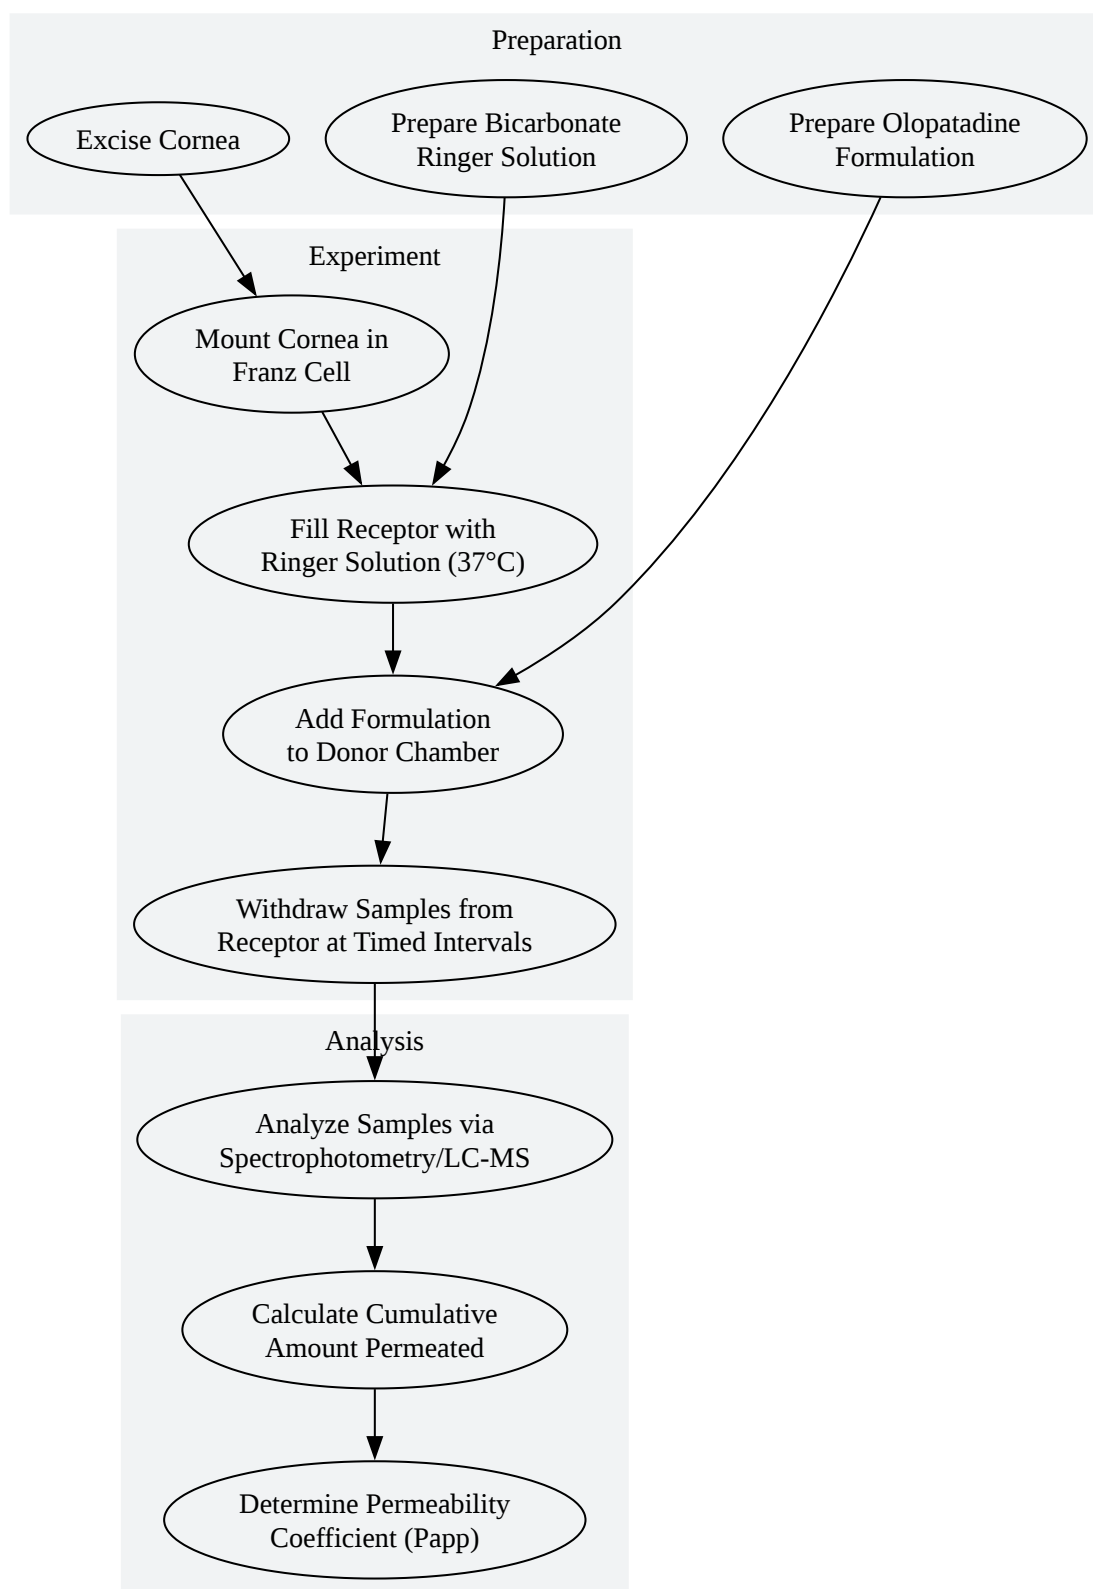 Preparation
Excise Cornea
Prepare Bicarbonate
Ringer Solution
Prepare Olopatadine
Formulation
Experiment
Mount Cornea in
Franz Cell
Fill Receptor with
Ringer Solution (37°C)
Add Formulation
to Donor Chamber
Withdraw Samples from
Receptor at Timed Intervals
Analysis
Analyze Samples via
Spectrophotometry/LC-MS
Calculate Cumulative
Amount Permeated
Determine Permeability
Coefficient (Papp)